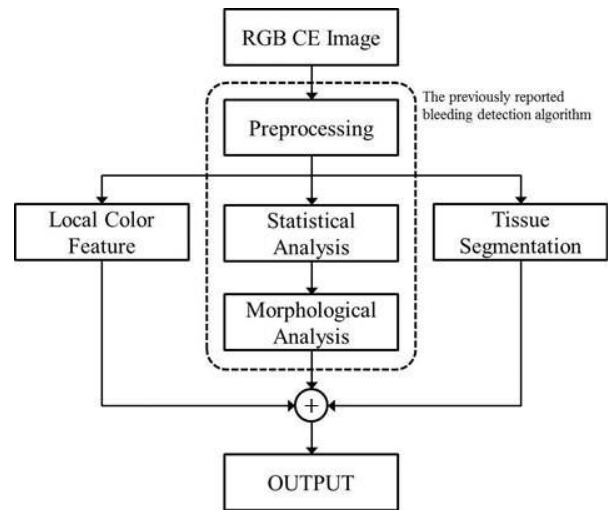 RGB CE Image
The previously reported
bleeding detection algorithm
Preprocessing
Local Color
Feature
Statistical
Analysis
Tissue
Segmentation
Morphological
Analysis
+
OUTPUT